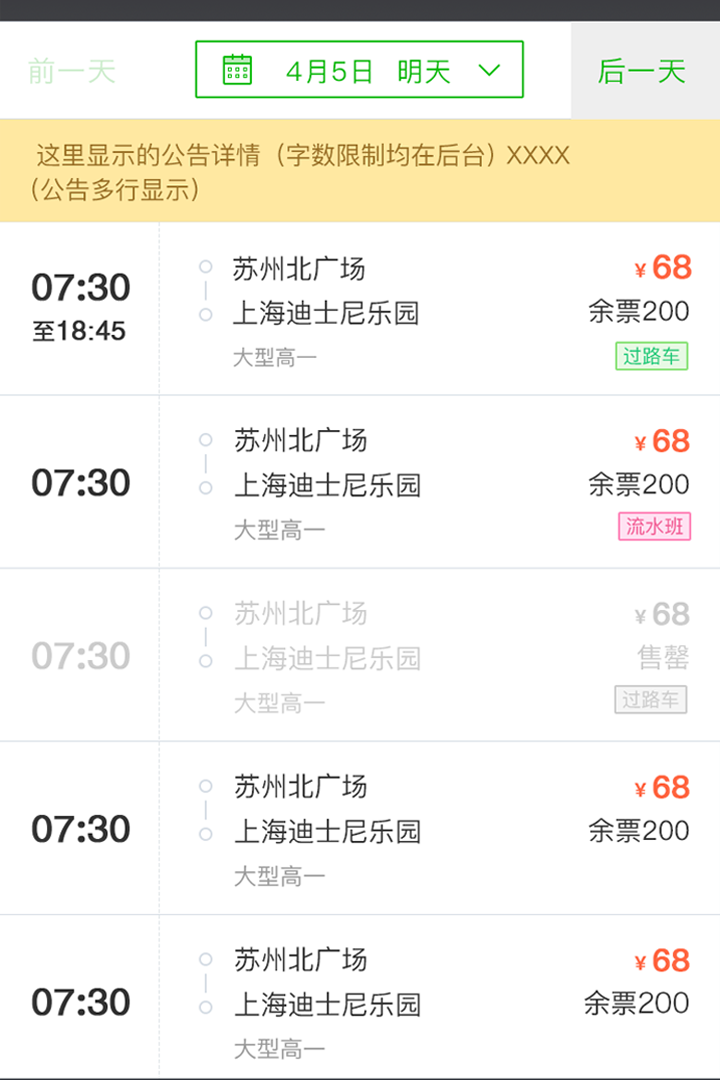 前一天 4月5日 明天 后一天
这里显示的公告详情（字数限制均在后台）XXXX
（公告多行显示）
07:30
至18:45
苏州北广场
上海迪士尼乐园
大型高一
¥68
余票200
过路车
07:30
苏州北广场
上海迪士尼乐园
大型高一
¥68
余票200
流水班
07:30
苏州北广场
上海迪士尼乐园
大型高一
¥68
售罄
过路车
07:30
苏州北广场
上海迪士尼乐园
大型高一
¥68
余票200
07:30
苏州北广场
上海迪士尼乐园
大型高一
¥68
余票200